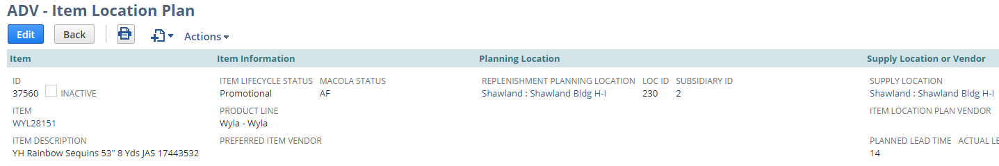 ADV - Item Location Plan
Edit Back Actions
Item Item Information Planning Location Supply Location or Vendor
ID ITEM LIFECYCLE STATUS MACOLA STATUS REPLENISHMENT PLANNING LOCATION LOC ID SUBSIDIARY ID SUPPLY LOCATION
37560 INACTIVE Promotional AF Shawland : Shawland Bldg H-I 230 2 Shawland : Shawland Bldg H-I
ITEM PRODUCT LINE ITEM LOCATION PLAN VENDOR
WYL28151 Wyla - Wyla
ITEM DESCRIPTION PREFERRED ITEM VENDOR PLANNED LEAD TIME ACTUAL LE
YH Rainbow Sequins 53" 8 Yds JAS 17443532 14